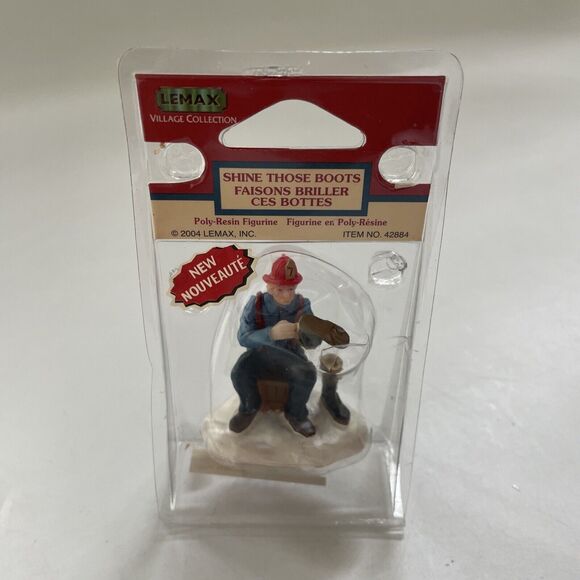 LEMAX
VILLAGE COLLECTION
SHINE THOSE BOOTS
FAISONS BRILLER
CES BOTTES
Poly-Resin Figurine Figurine en Poly-Résine
© 2004 LEMAX, INC. ITEM NO. 42884
NEW
NOUVEAUTÉ
7